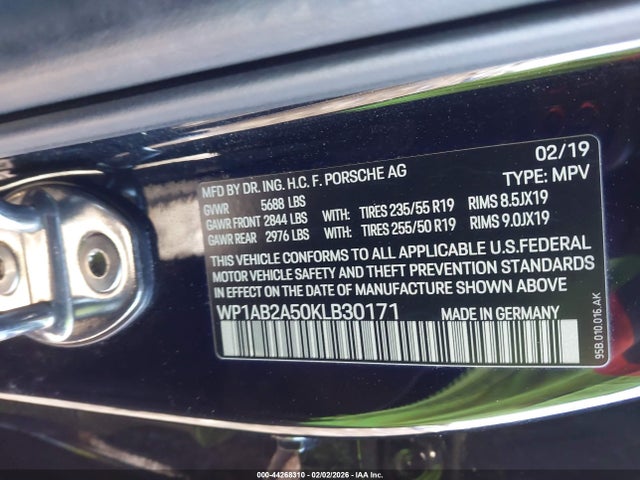 02/19
MFD BY DR. ING. H.C. F. PORSCHE AG TYPE: MPV
GVWR 5688 LBS
GAWR FRONT 2844 LBS WITH: TIRES 235/55 R19 RIMS 8.5JX19
GAWR REAR 2976 LBS WITH: TIRES 255/50 R19 RIMS 9.0JX19
THIS VEHICLE CONFORMS TO ALL APPLICABLE U.S.FEDERAL
MOTOR VEHICLE SAFETY AND THEFT PREVENTION STANDARDS
IN EFFECT ON THE DATE OF MANUFACTURE SHOWN ABOVE
WP1AB2A50KLB30171 MADE IN GERMANY
95B.010.016.AK
000-44268310 - 02/02/2026 - IAA Inc.